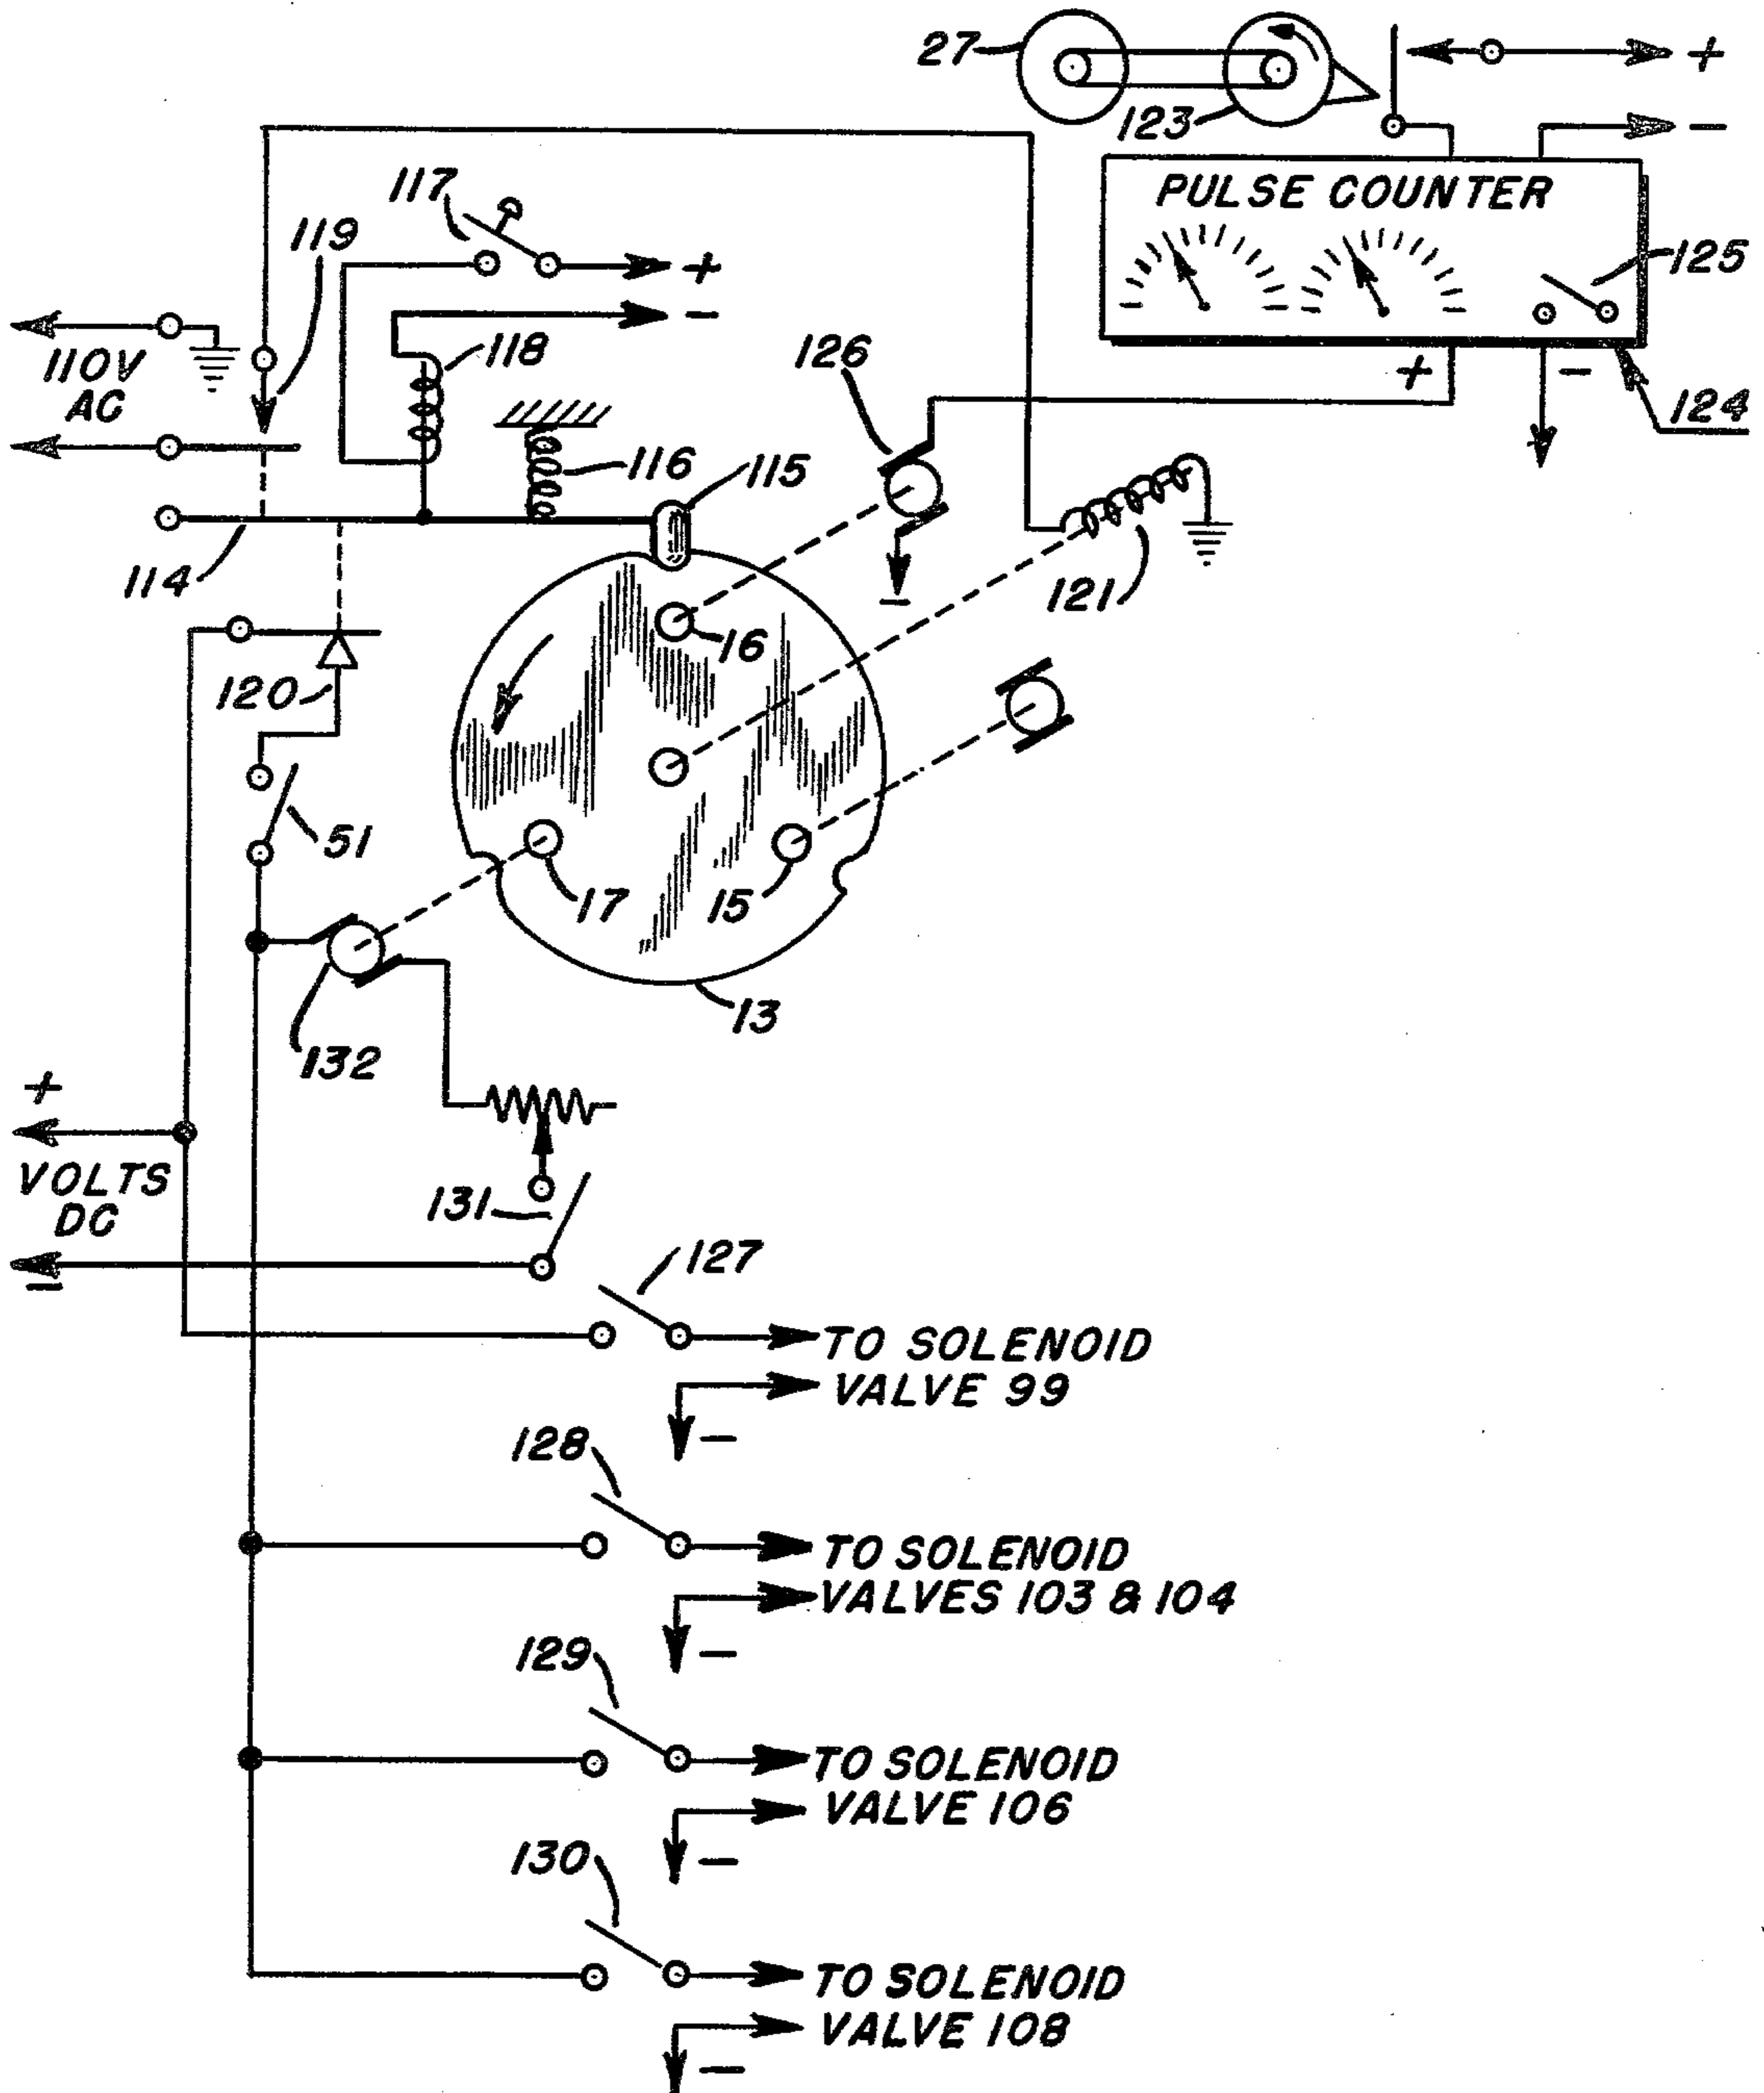 27
123
+
-
PULSE COUNTER
125
+
-
124
117
119
+
-
110V
AC
118
126
116
115
114
-
121
16
120
51
17
15
132
13
+
VOLTS
DC
-
131
127
TO SOLENOID
VALVE 99
-
128
TO SOLENOID
VALVES 103 & 104
-
129
TO SOLENOID
VALVE 106
-
130
TO SOLENOID
VALVE 108
-